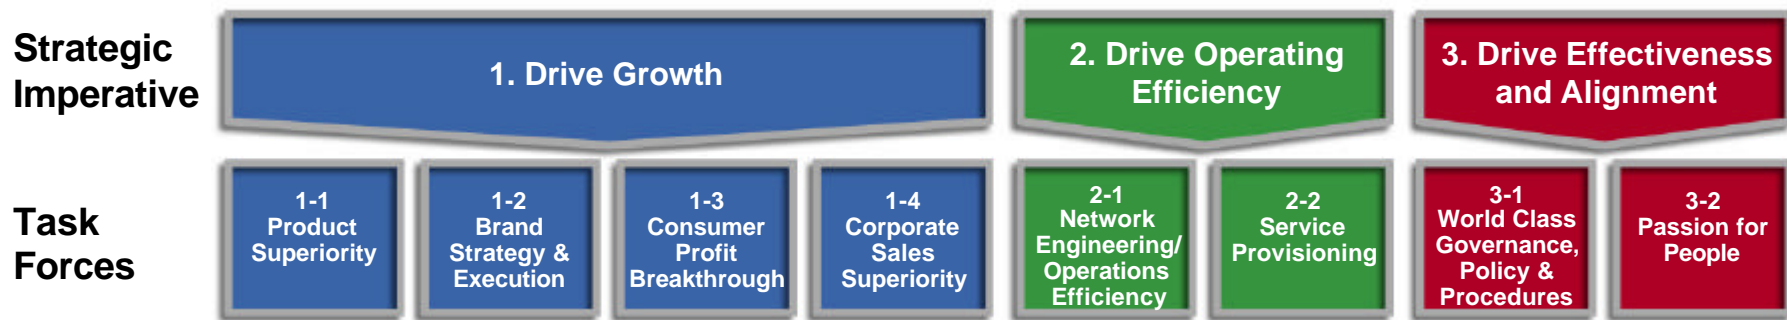 Strategic
Imperative
1. Drive Growth
2. Drive Operating
Efficiency
3. Drive Effectiveness
and Alignment
Task
Forces
1-1
Product
Superiority
1-2
Brand
Strategy &
Execution
1-3
Consumer
Profit
Breakthrough
1-4
Corporate
Sales
Superiority
2-1
Network
Engineering/
Operations
Efficiency
2-2
Service
Provisioning
3-1
World Class
Governance,
Policy &
Procedures
3-2
Passion for
People